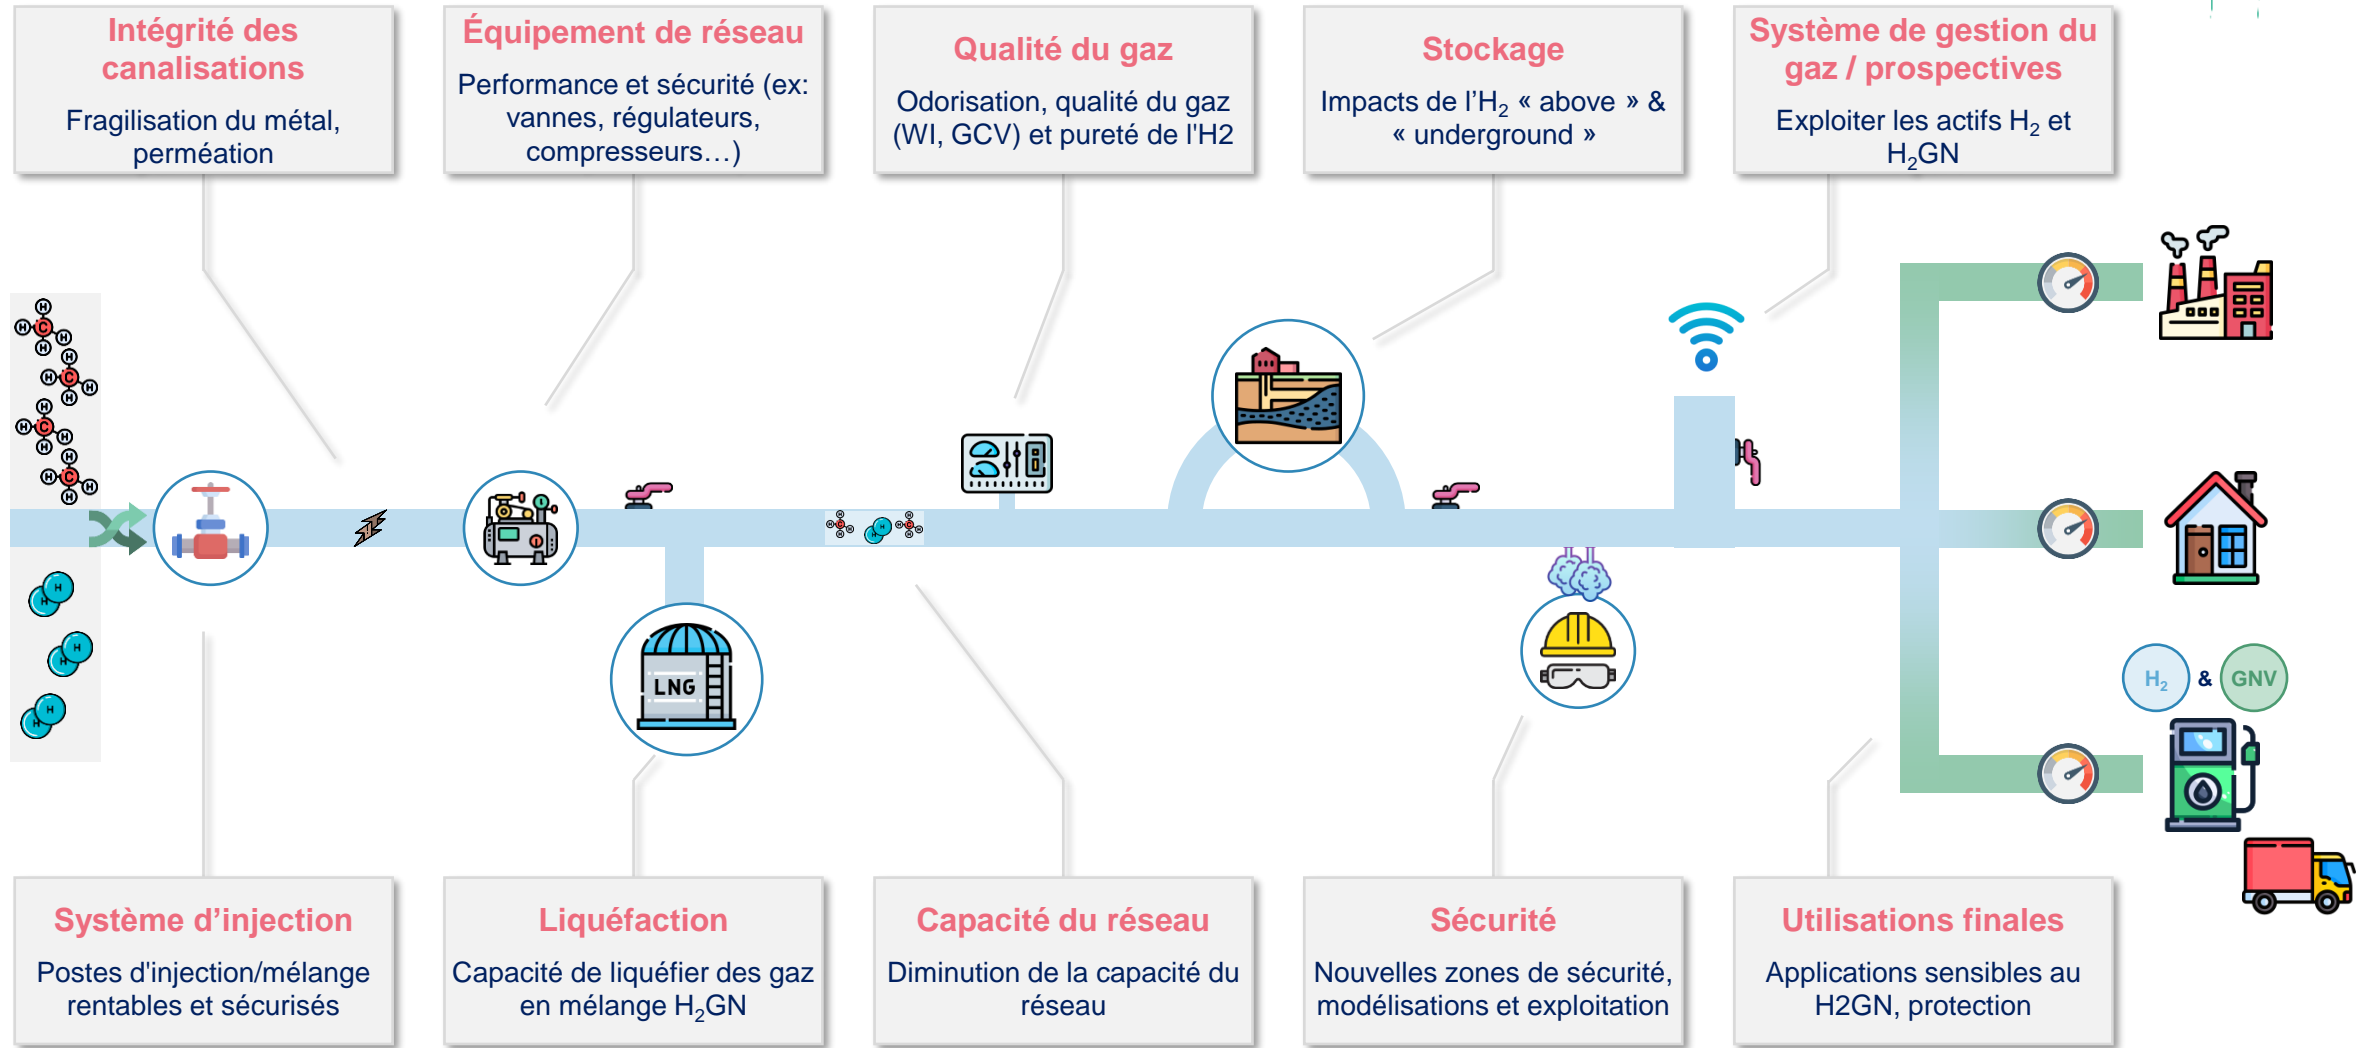 Intégrité des
canalisations
Fragilisation du métal,
perméation
Équipement de réseau
Performance et sécurité (ex:
vannes, régulateurs,
compresseurs…)
Qualité du gaz
Odorisation, qualité du gaz
(WI, GCV) et pureté de l'H2
Stockage
Impacts de l’H₂ « above » &
« underground »
Système de gestion du
gaz / prospectives
Exploiter les actifs H₂ et
H₂GN
H
H C H
H
H
H C H
H
H
H C H
H
H
H C H
H
H H
H H
H H
LNG
H C H
H H
H C H
H₂ & GNV
Système d’injection
Postes d'injection/mélange
rentables et sécurisés
Liquéfaction
Capacité de liquéfier des gaz
en mélange H₂GN
Capacité du réseau
Diminution de la capacité du
réseau
Sécurité
Nouvelles zones de sécurité,
modélisations et exploitation
Utilisations finales
Applications sensibles au
H2GN, protection